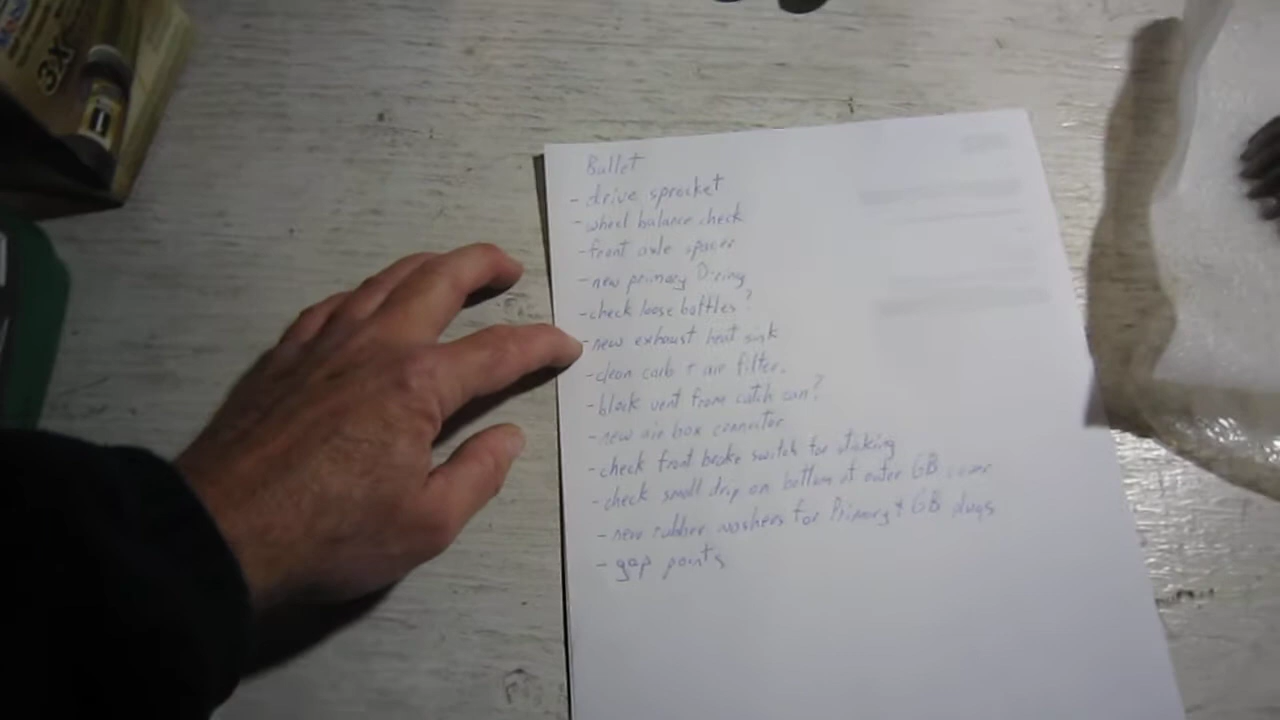 3X
Bullet
- drive sprocket
- wheel balance check
- front axle spacer
- new primary O-ring
- check loose baffles?
- new exhaust heat sink
- clean carb + air filter.
- block vent from catch can?
- new air box connector
- check front brake switch for
- check small drip on bottom of outer GB cover
- new rubber washers for Primary + GB plugs
- gap points